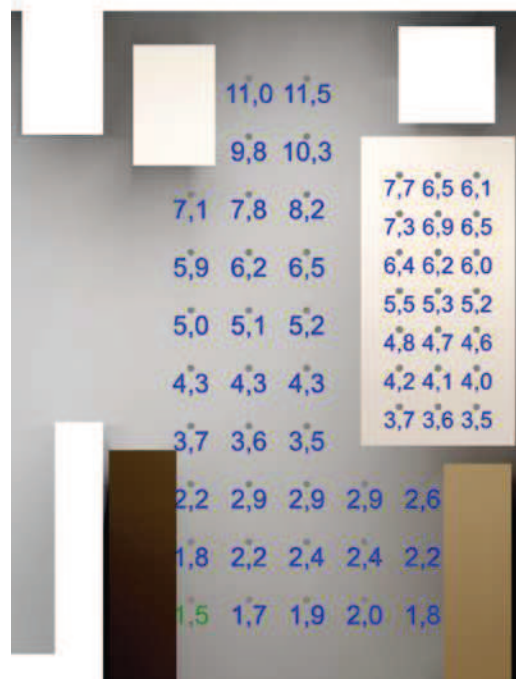 11,0 11,5
9,8 10,3
7,7 6,5 6,1
7,1 7,8 8,2
7,3 6,9 6,5
5,9 6,2 6,5
6,4 6,2 6,0
5,5 5,3 5,2
5,0 5,1 5,2
4,8 4,7 4,6
4,3 4,3 4,3
4,2 4,1 4,0
3,7 3,6 3,5
3,7 3,6 3,5
2,2 2,9 2,9 2,9 2,6
1,8 2,2 2,4 2,4 2,2
1,5 1,7 1,9 2,0 1,8